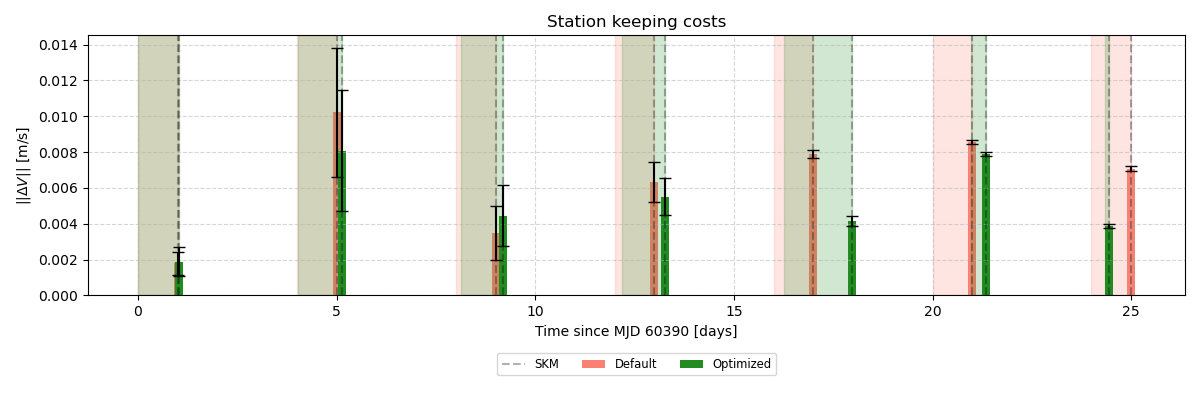 Station keeping costs
||ΔV|| [m/s]
0.014
0.012
0.010
0.008
0.006
0.004
0.002
0.000
0 5 10 15 20 25
Time since MJD 60390 [days]
SKM Default Optimized